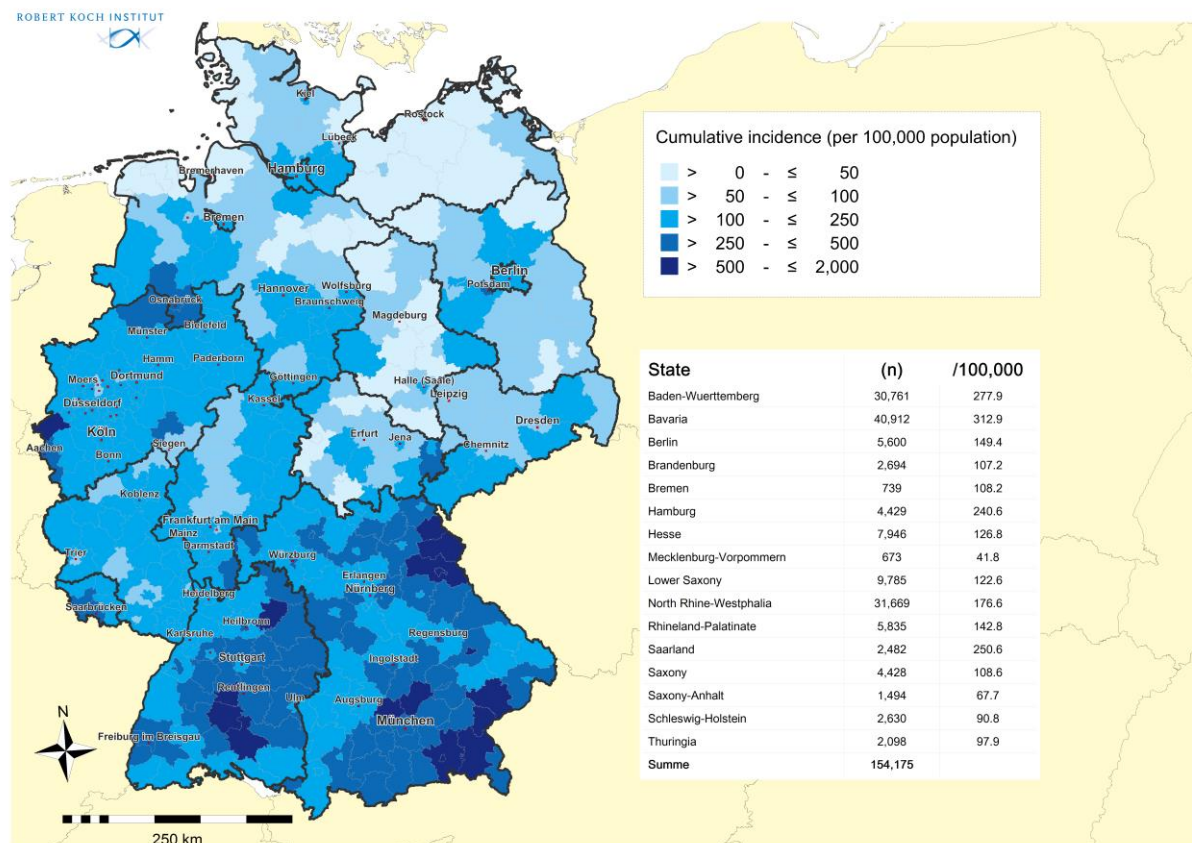 ROBERT KOCH INSTITUT
Kiel
Rostock
Lübeck
Bremerhaven
Hamburg
Bremen
Berlin
Potsdam
Hannover
Wolfsburg
Braunschweig
Osnabrück
Magdeburg
Münster
Bielefeld
Hamm
Paderborn
Moers
Dortmund
Göttingen
Halle (Saale)
Leipzig
Düsseldorf
Kassel
Dresden
Köln
Erfurt
Jena
Chemnitz
Aachen
Siegen
Bonn
Koblenz
Frankfurt am Main
Mainz
Darmstadt
Trier
Würzburg
Erlangen
Nürnberg
Heidelberg
Saarbrücken
Heilbronn
Karlsruhe
Regensburg
Stuttgart
Ingolstadt
Reutlingen
Ulm
Augsburg
München
Freiburg im Breisgau
N
250 km
Cumulative incidence (per 100,000 population)
> 0 - ≤ 50
> 50 - ≤ 100
> 100 - ≤ 250
> 250 - ≤ 500
> 500 - ≤ 2,000
State (n) /100,000
Baden-Wuerttemberg 30,761 277.9
Bavaria 40,912 312.9
Berlin 5,600 149.4
Brandenburg 2,694 107.2
Bremen 739 108.2
Hamburg 4,429 240.6
Hesse 7,946 126.8
Mecklenburg-Vorpommern 673 41.8
Lower Saxony 9,785 122.6
North Rhine-Westphalia 31,669 176.6
Rhineland-Palatinate 5,835 142.8
Saarland 2,482 250.6
Saxony 4,428 108.6
Saxony-Anhalt 1,494 67.7
Schleswig-Holstein 2,630 90.8
Thuringia 2,098 97.9
Summe 154,175